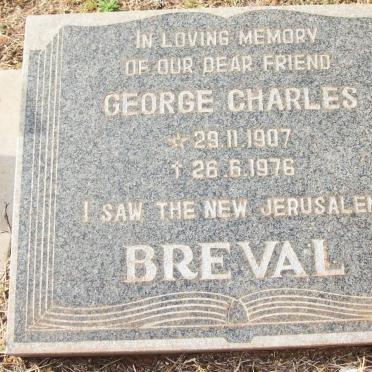 IN LOVING MEMORY
OF OUR DEAR FRIEND
GEORGE CHARLES
☆ 29.11.1907
† 26.6.1976
I SAW THE NEW JERUSALEM
BREVAL